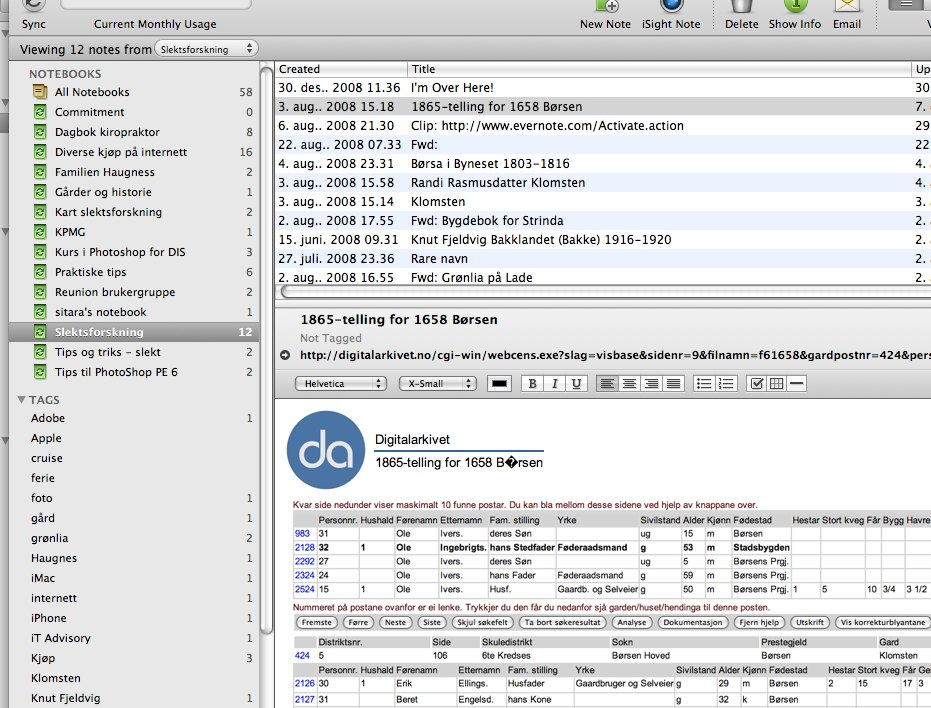 Sync Current Monthly Usage New Note iSight Note Delete Show Info Email
Viewing 12 notes from Slektsforskning
NOTEBOOKS
All Notebooks 58
Commitment 0
Dagbok kiropraktor 8
Diverse kjøp på internett 16
Familien Haugness 2
Gårder og historie 1
Kart slektsforskning 2
KPMG 1
Kurs i Photoshop for DIS 3
Praktiske tips 6
Reunion brukergruppe 2
sitara's notebook 1
Slektsforskning 12
Tips og triks - slekt 2
Tips til PhotoShop PE 6 2
TAGS
Adobe 1
Apple
cruise
ferie
foto 1
gård 1
grønlia 2
Haugnes 1
iMac 1
internett 1
iPhone 1
iT Advisory 1
Kjøp 3
Klomsten
Knut Fjeldvig 1
Created Title Up
30. des.. 2008 11.36 I'm Over Here! 30
3. aug.. 2008 15.18 1865-telling for 1658 Børsen 7.
6. aug.. 2008 21.30 Clip: http://www.evernote.com/Activate.action 29
22. aug.. 2008 07.33 Fwd: 22
4. aug.. 2008 23.31 Børsa i Byneset 1803-1816 4.
3. aug.. 2008 15.58 Randi Rasmusdatter Klomsten 4.
3. aug.. 2008 15.14 Klomsten 3.
2. aug.. 2008 17.55 Fwd: Bygdebok for Strinda 2.
15. juni. 2008 09.31 Knut Fjeldvig Bakklandet (Bakke) 1916-1920 2.
27. juli. 2008 23.36 Rare navn 2.
2. aug.. 2008 16.55 Fwd: Grønlia på Lade 2.
1865-telling for 1658 Børsen
Not Tagged
http://digitalarkivet.no/cgi-win/webcens.exe?slag=visbase&sidenr=9&filnamn=f61658&gardpostnr=424&pers
Helvetica X-Small B I U
da
Digitalarkivet
1865-telling for 1658 B�rsen
Kvar side nedunder viser maskimalt 10 funne postar. Du kan bla mellom desse sidene ved hjelp av knappane over.
Personnr. Hushald Førenamn Etternamn Fam. stilling Yrke Sivilstand Alder Kjønn Fødestad Hestar Stort kveg Får Bygg Havre
983 31 Ole Ivers. deres Søn ug 15 m Børsen
2128 32 1 Ole Ingebrigts. hans Stedfader Føderaadsmand g 53 m Stadsbygden
2292 27 Ole Ivers. deres Søn ug 5 m Børsens Prgj.
2324 24 Ole Ivers. hans Fader Føderaadsmand g 59 m Børsens Prgj.
2524 15 1 Ole Ivers. Husf. Gaardb. og Selveier g 50 m Børsens Prgj. 1 5 10 3/4 3 1/2
Nummeret på postane ovanfor er ei lenke. Trykkjer du den får du nedanfor sjå garden/huset/hendinga til denne posten.
Fremste Førre Neste Siste Skjul søkefelt Ta bort søkeresultat Analyse Dokumentasjon Fjern hjelp Utskrift Vis korrekturblyantane
Distriktsnr. Side Skuledistrikt Sokn Prestegjeld Gard
424 5 106 6te Kredses Børsen Hoved Børsen Klomsten
Personnr. Hushald Førenamn Etternamn Fam. stilling Yrke Sivilstand Alder Kjønn Fødestad Hestar Stort kveg Får Ge
2126 30 1 Erik Ellings. Husfader Gaardbruger og Selveier g 29 m Børsen 2 15 17 3
2127 31 Beret Engelsd. hans Kone g 32 k Børsen